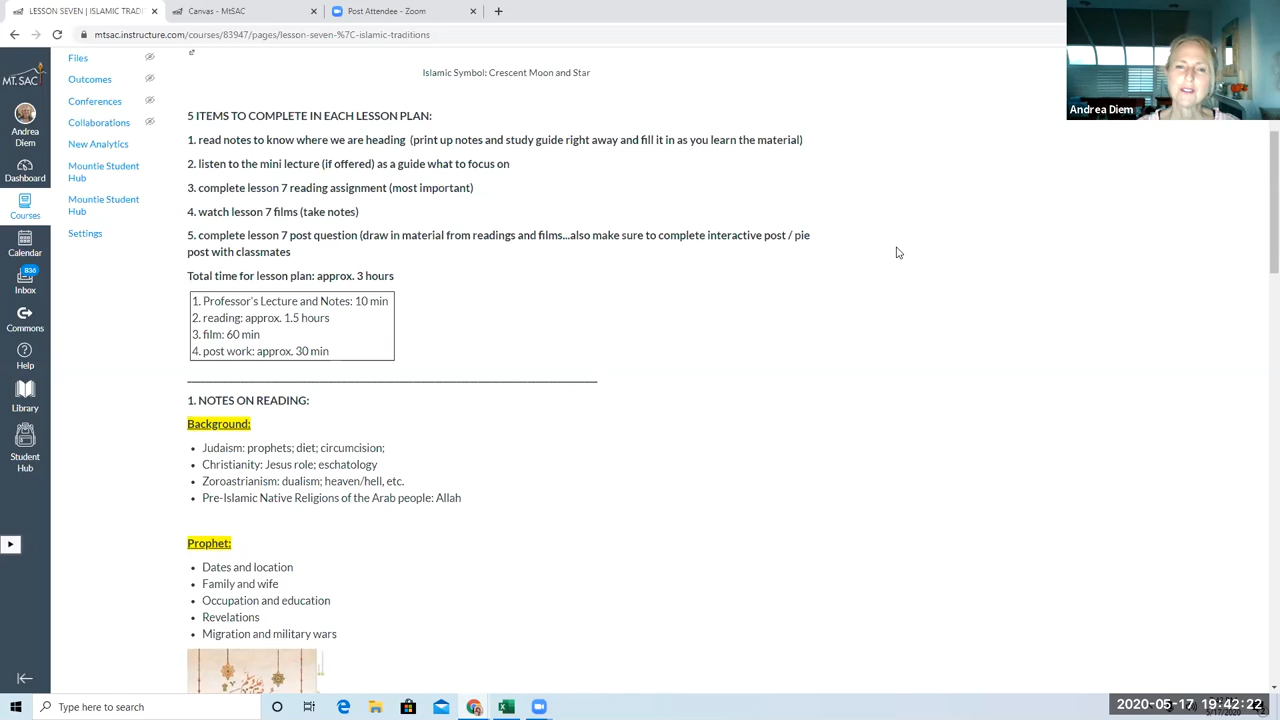 LESSON SEVEN | ISLAMIC TRADI
Canvas - MtSAC
Post Attendee - Zoom
mtsac.instructure.com/courses/83947/pages/lesson-seven-%7C-islamic-traditions
MT. SAC
Andrea Diem
Dashboard
Courses
Calendar
836
Inbox
Commons
Help
Library
Student Hub
Files
Outcomes
Conferences
Collaborations
New Analytics
Mountie Student Hub
Mountie Student Hub
Settings
Islamic Symbol: Crescent Moon and Star
5 ITEMS TO COMPLETE IN EACH LESSON PLAN:
1. read notes to know where we are heading (print up notes and study guide right away and fill it in as you learn the material)
2. listen to the mini lecture (if offered) as a guide what to focus on
3. complete lesson 7 reading assignment (most important)
4. watch lesson 7 films (take notes)
5. complete lesson 7 post question (draw in material from readings and films...also make sure to complete interactive post / pie
post with classmates
Total time for lesson plan: approx. 3 hours
1. Professor's Lecture and Notes: 10 min
2. reading: approx. 1.5 hours
3. film: 60 min
4. post work: approx. 30 min
1. NOTES ON READING:
Background:
• Judaism: prophets; diet; circumcision;
• Christianity: Jesus role; eschatology
• Zoroastrianism: dualism; heaven/hell, etc.
• Pre-Islamic Native Religions of the Arab people: Allah
Prophet:
• Dates and location
• Family and wife
• Occupation and education
• Revelations
• Migration and military wars
Andrea Diem
Type here to search
2020-05-17 19:42:22